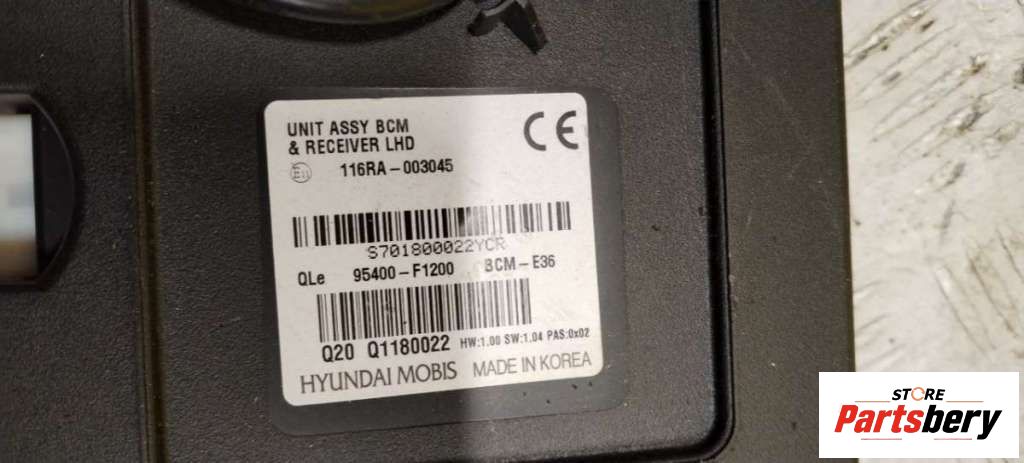 UNIT ASSY BCM
& RECEIVER LHD
CE
E11 116RA-003045
S701800022YCR
QLe 95400-F1200 BCM-E36
Q20 Q1180022 HW:1.00 SW:1.04 PAS:0x02
HYUNDAI MOBIS MADE IN KOREA
STORE
Partsbery